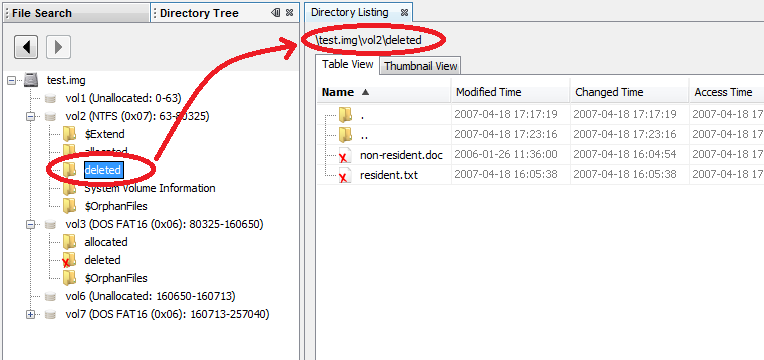 File Search
Directory Tree
test.img
vol1 (Unallocated: 0-63)
vol2 (NTFS (0x07): 63-80325)
$Extend
allocated
deleted
System Volume Information
$OrphanFiles
vol3 (DOS FAT16 (0x06): 80325-160650)
allocated
deleted
$OrphanFiles
vol6 (Unallocated: 160650-160713)
vol7 (DOS FAT16 (0x06): 160713-257040)
Directory Listing
\test.img\vol2\deleted
Table View Thumbnail View
Name Modified Time Changed Time Access Time
. 2007-04-18 17:17:19 2007-04-18 17:17:19 2007-04-18 17
.. 2007-04-18 17:23:16 2007-04-18 17:23:16 2007-04-18 17
non-resident.doc 2006-01-26 11:36:00 2007-04-18 16:04:54 2007-04-18 17
resident.txt 2007-04-18 16:05:38 2007-04-18 16:05:38 2007-04-18 17